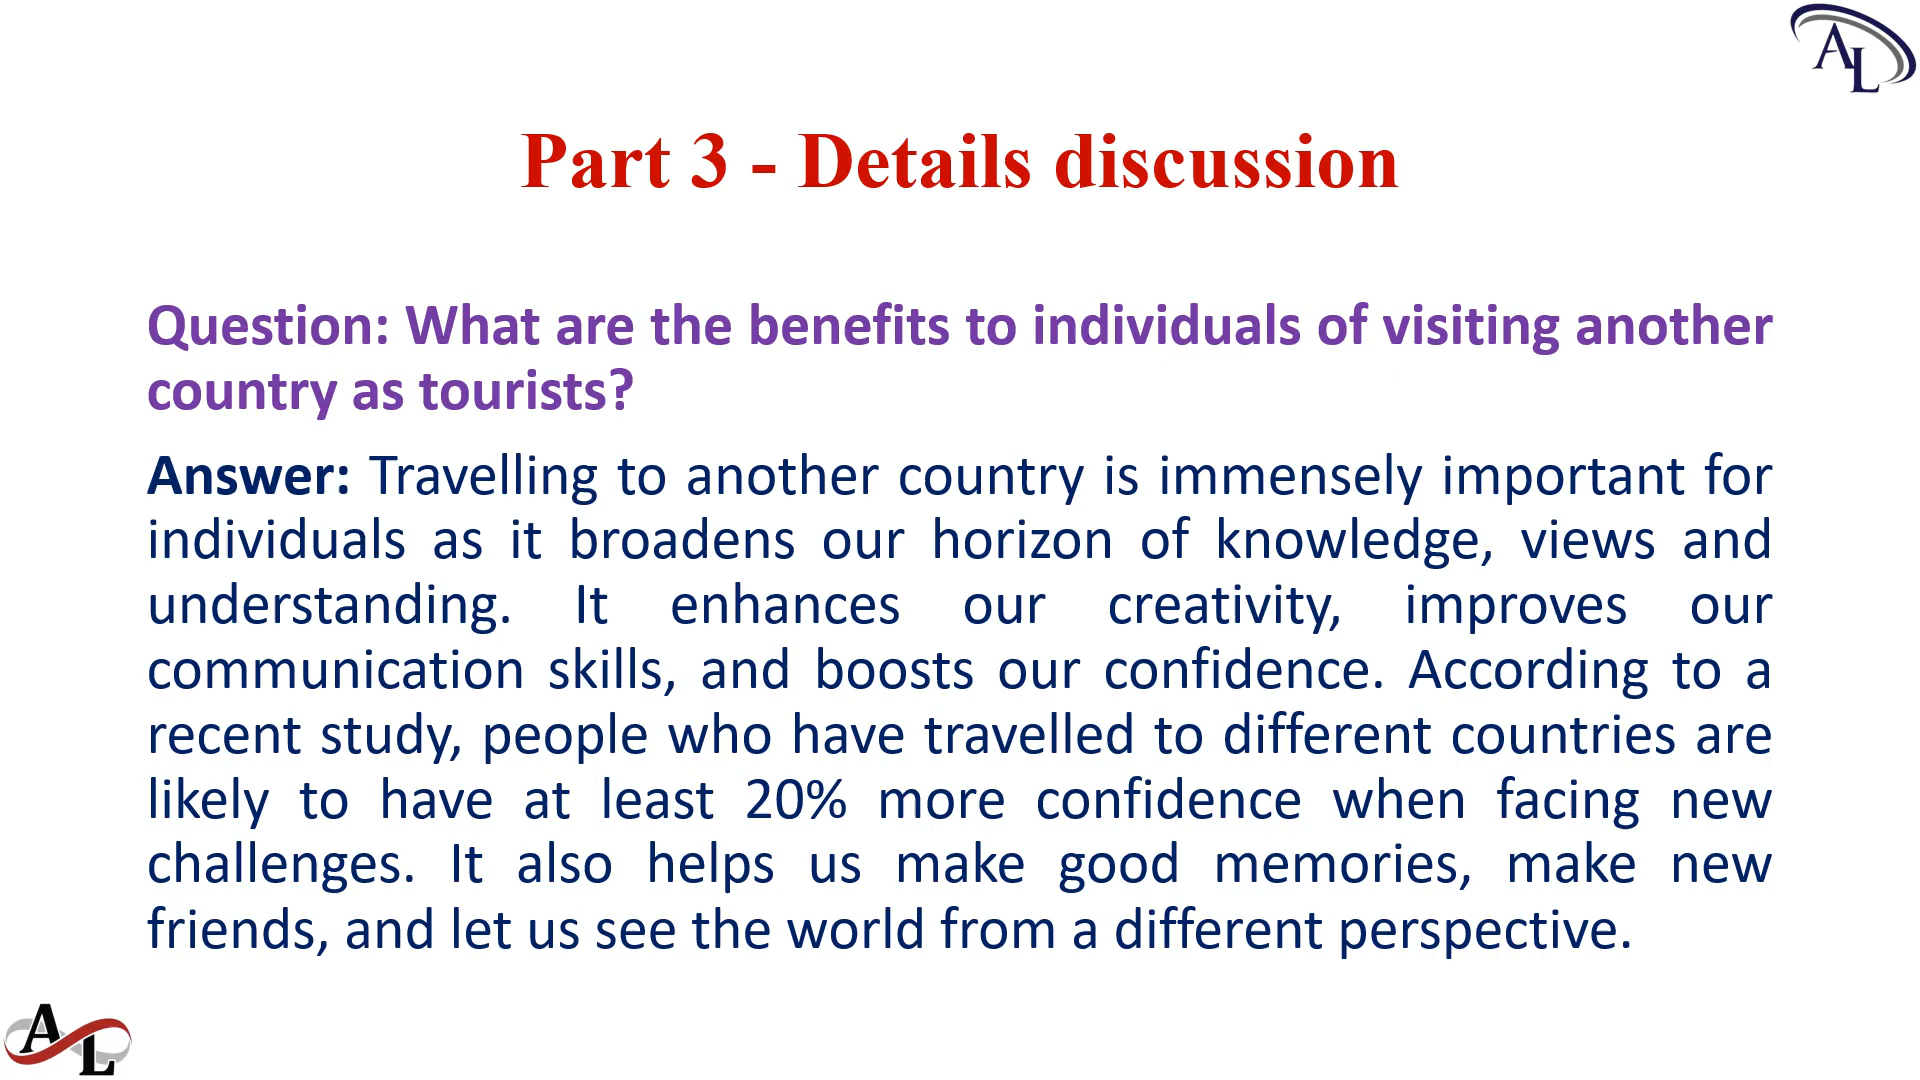 AL
Part 3 - Details discussion
Question: What are the benefits to individuals of visiting another
country as tourists?
Answer: Travelling to another country is immensely important for
individuals as it broadens our horizon of knowledge, views and
understanding. It enhances our creativity, improves our
communication skills, and boosts our confidence. According to a
recent study, people who have travelled to different countries are
likely to have at least 20% more confidence when facing new
challenges. It also helps us make good memories, make new
friends, and let us see the world from a different perspective.
AL